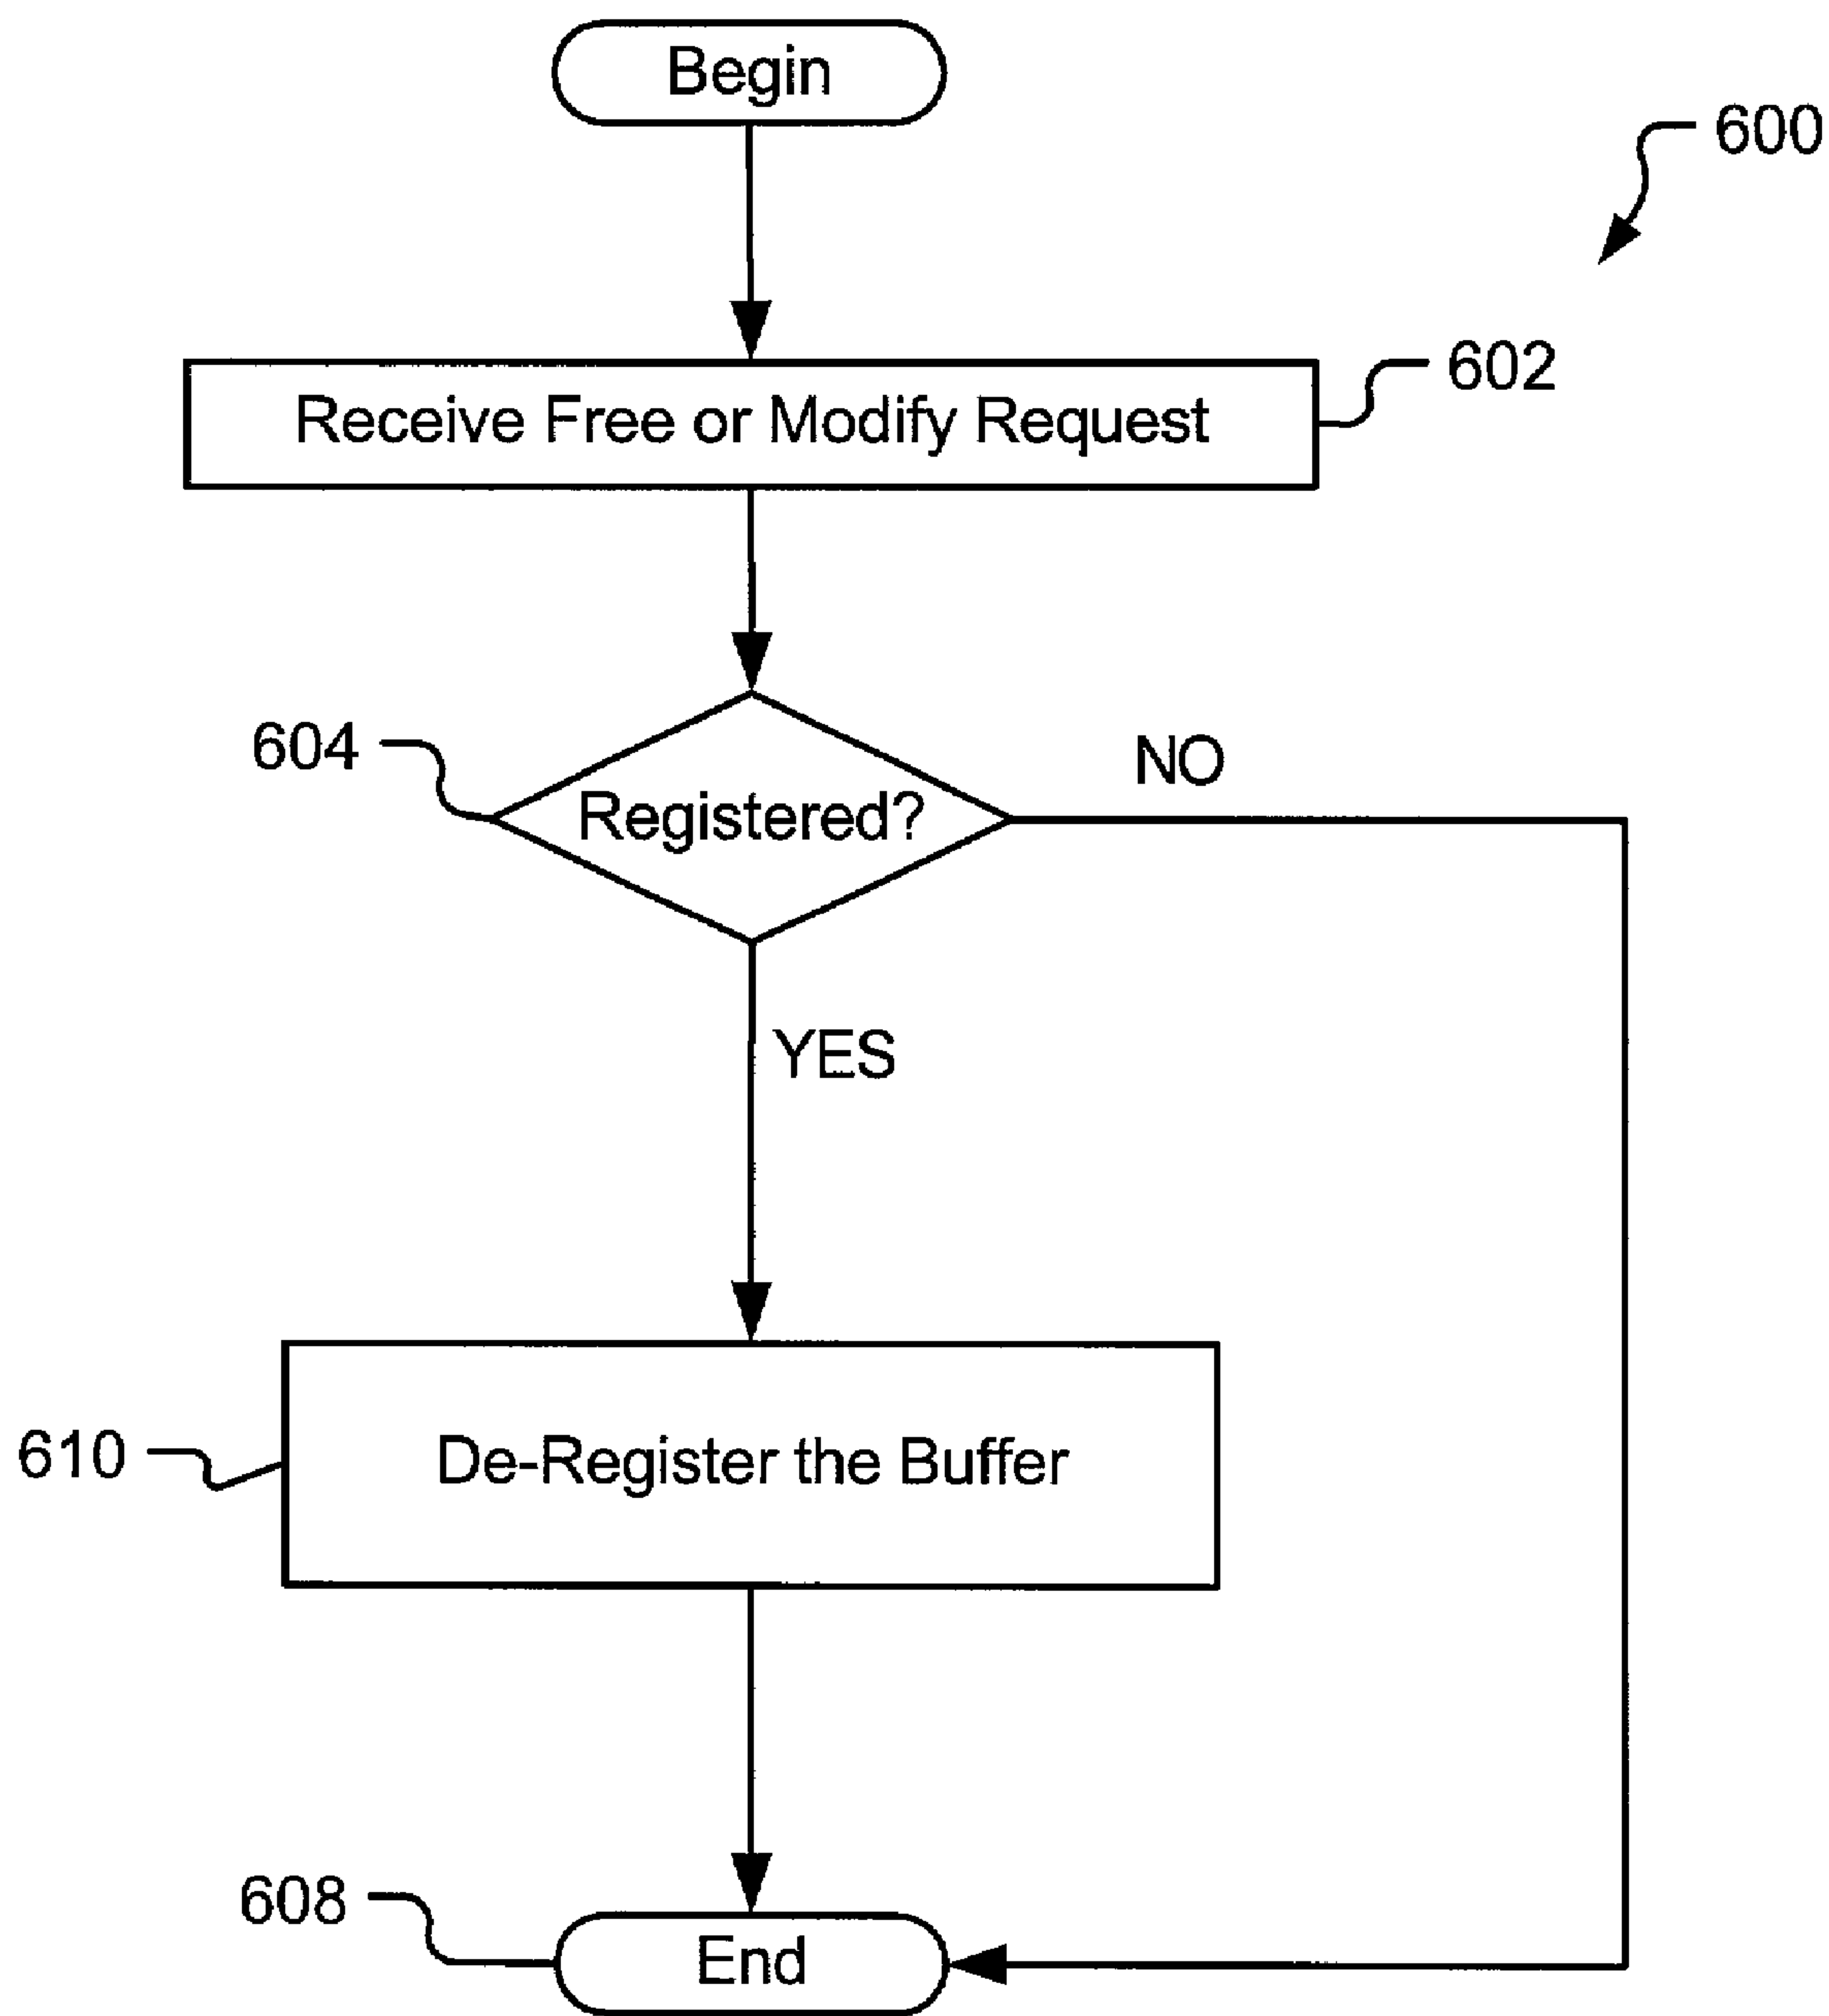 Begin
600
Receive Free or Modify Request
602
604
Registered?
NO
YES
610
De-Register the Buffer
608
End